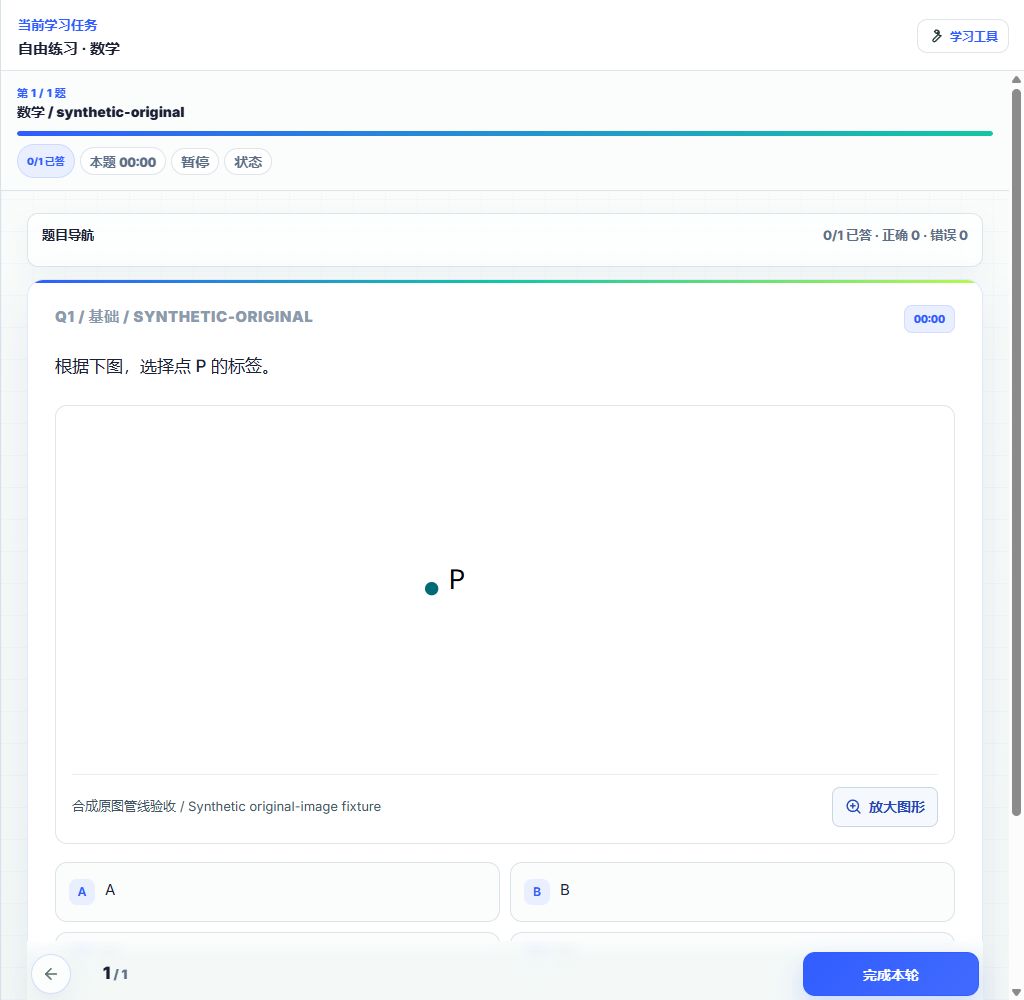 当前学习任务
自由练习 · 数学
学习工具
第 1 / 1 题
数学 / synthetic-original
0/1 已答
本题 00:00
暂停
状态
题目导航
0/1 已答 · 正确 0 · 错误 0
Q1 / 基础 / SYNTHETIC-ORIGINAL
00:00
根据下图，选择点 P 的标签。
P
合成原图管线验收 / Synthetic original-image fixture
放大图形
A A
B B
1 / 1
完成本轮